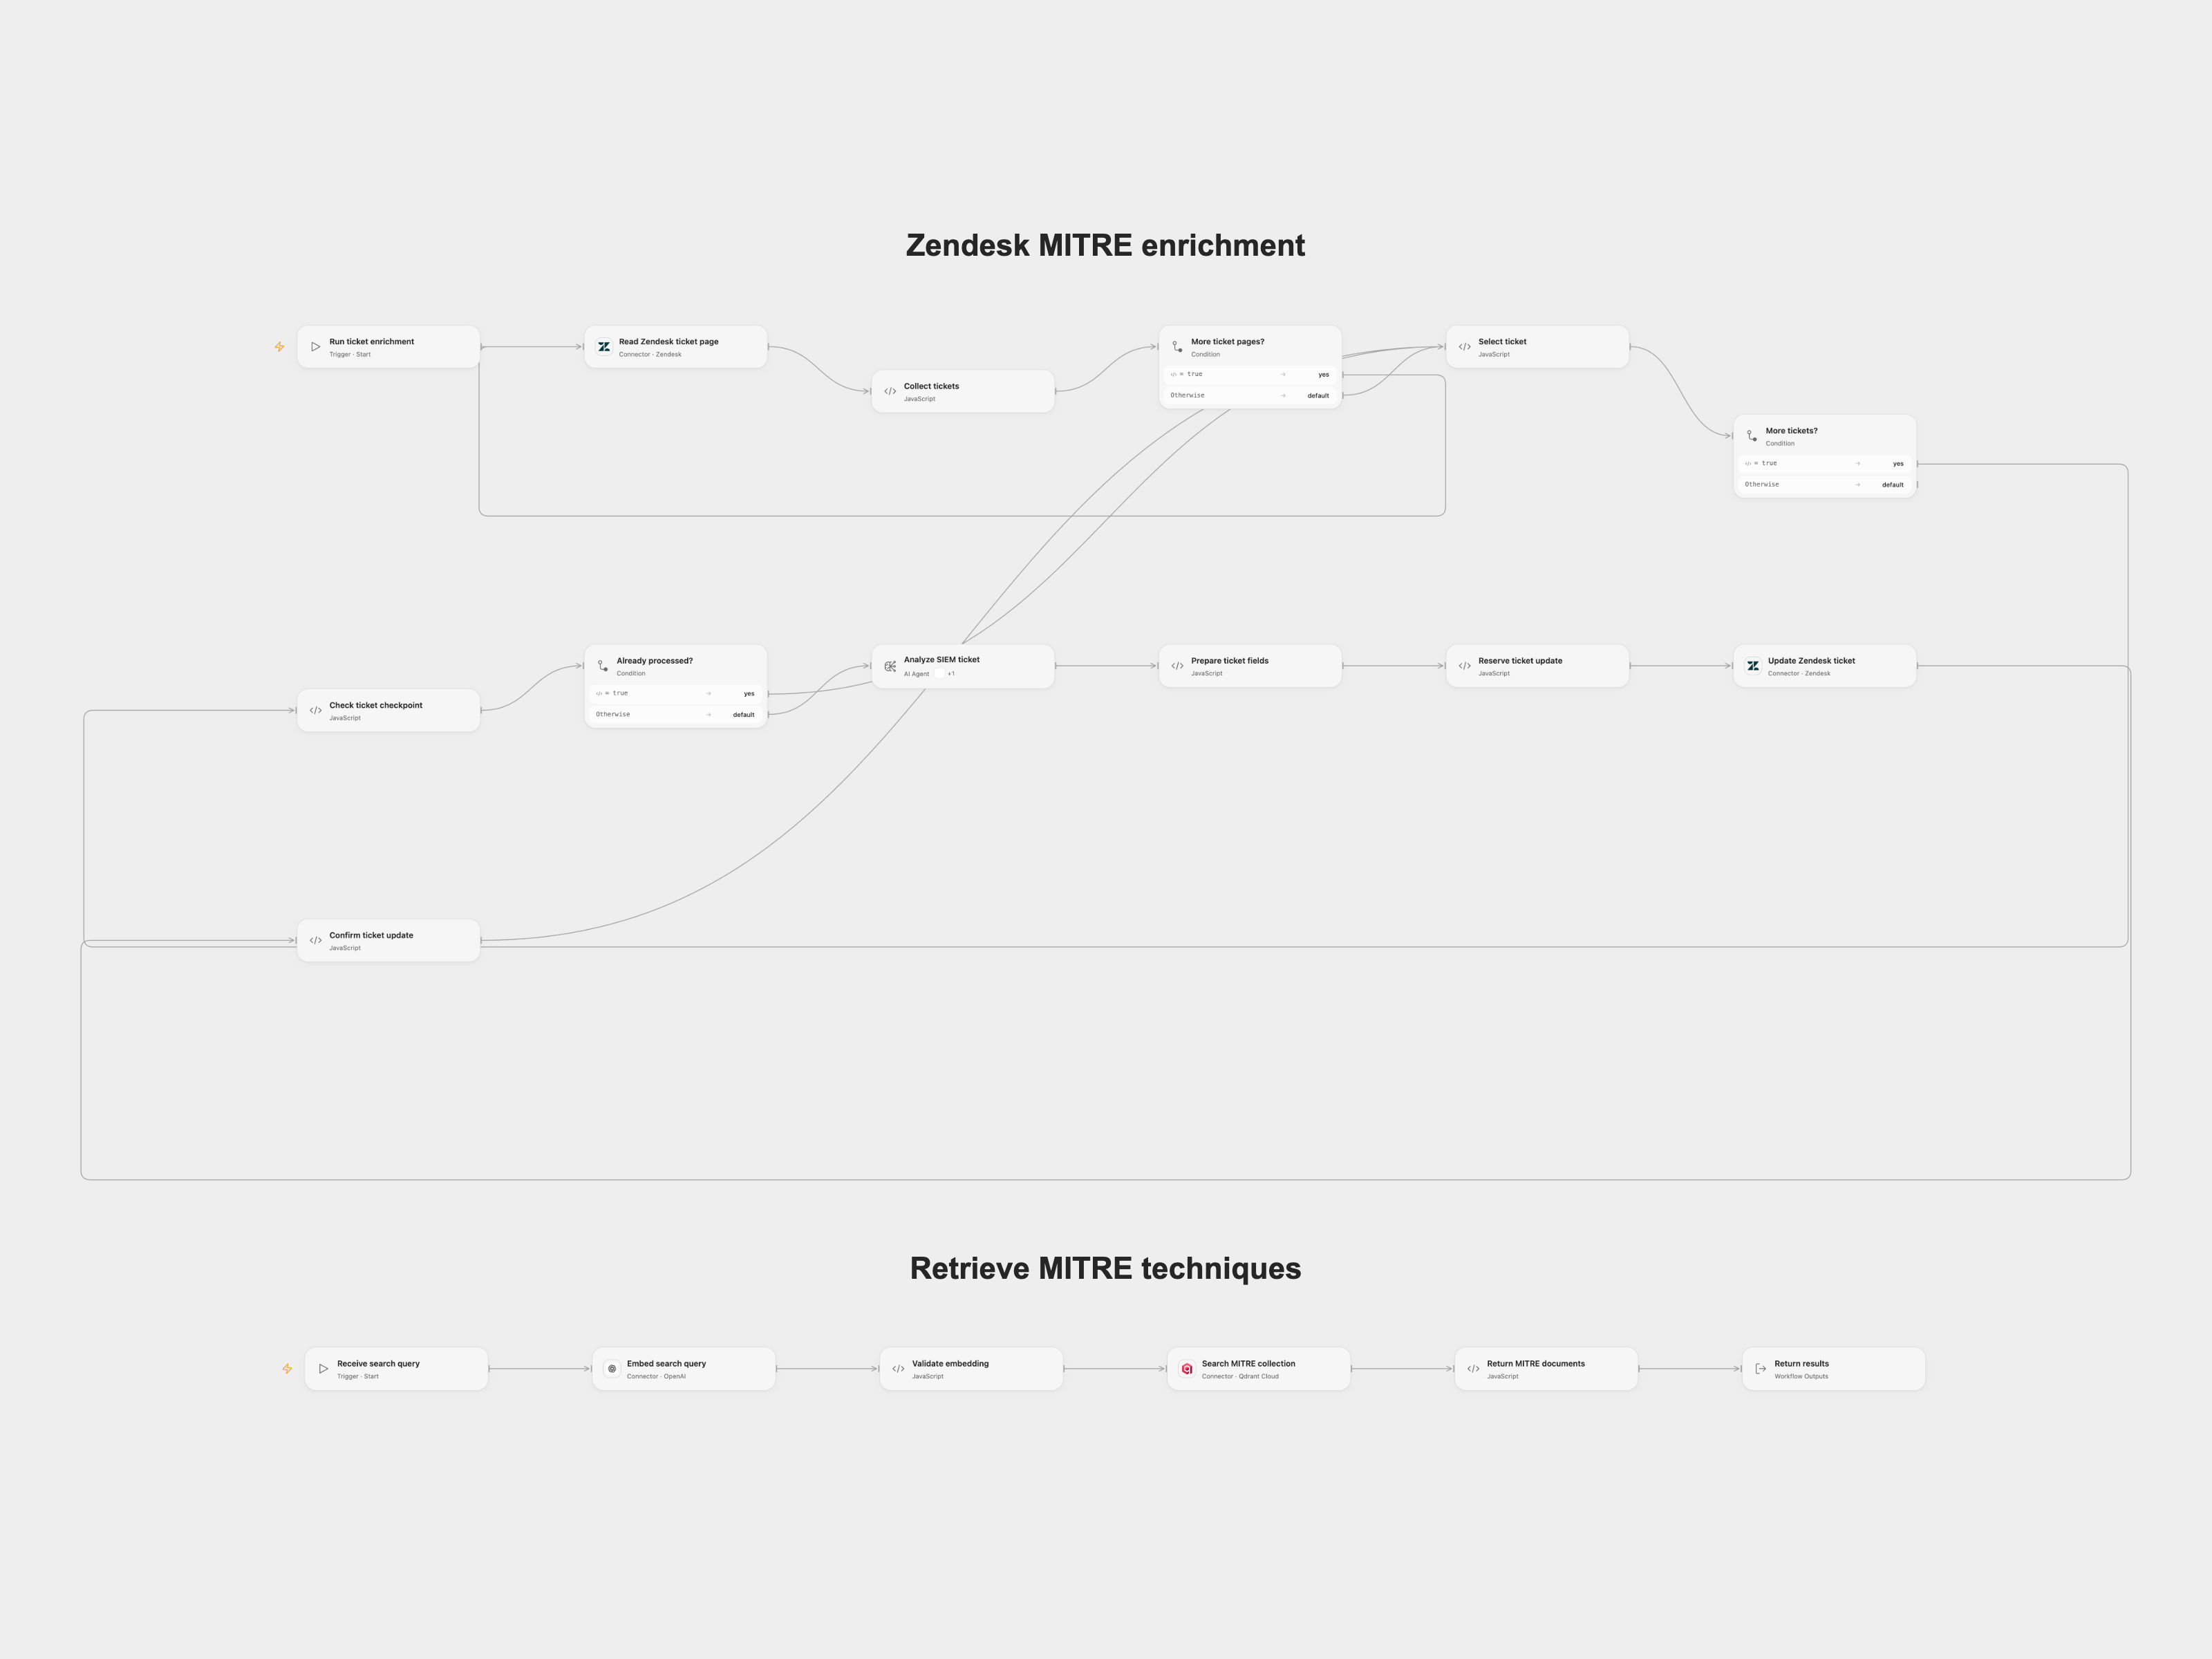 Zendesk MITRE enrichment
Run ticket enrichment
Trigger · Start
Read Zendesk ticket page
Connector · Zendesk
Collect tickets
JavaScript
More ticket pages?
Condition
</> = true → yes
Otherwise → default
Select ticket
JavaScript
More tickets?
Condition
</> = true → yes
Otherwise → default
Check ticket checkpoint
JavaScript
Already processed?
Condition
</> = true → yes
Otherwise → default
Analyze SIEM ticket
AI Agent +1
Prepare ticket fields
JavaScript
Reserve ticket update
JavaScript
Update Zendesk ticket
Connector · Zendesk
Confirm ticket update
JavaScript
Retrieve MITRE techniques
Receive search query
Trigger · Start
Embed search query
Connector · OpenAI
Validate embedding
JavaScript
Search MITRE collection
Connector · Qdrant Cloud
Return MITRE documents
JavaScript
Return results
Workflow Outputs